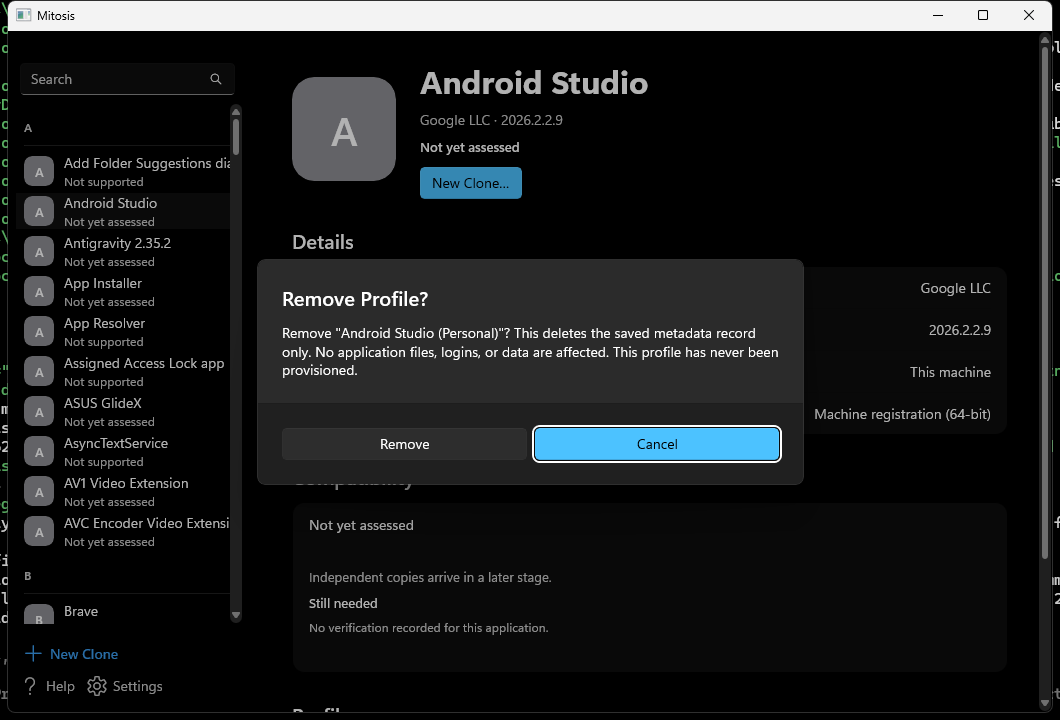 Mitosis
Search
A
A
Add Folder Suggestions dia
Not supported
A
Android Studio
Not yet assessed
A
Antigravity 2.35.2
Not yet assessed
A
App Installer
Not yet assessed
A
App Resolver
Not supported
A
Assigned Access Lock app
Not supported
A
ASUS GlideX
Not yet assessed
A
AsyncTextService
Not supported
A
AV1 Video Extension
Not yet assessed
A
AVC Encoder Video Extensi
Not yet assessed
B
B
Brave
New Clone
Help
Settings
A
Android Studio
Google LLC · 2026.2.2.9
Not yet assessed
New Clone...
Details
Google LLC
2026.2.2.9
This machine
Machine registration (64-bit)
Remove Profile?
Remove "Android Studio (Personal)"? This deletes the saved metadata record
only. No application files, logins, or data are affected. This profile has never been
provisioned.
Remove
Cancel
Not yet assessed
Independent copies arrive in a later stage.
Still needed
No verification recorded for this application.